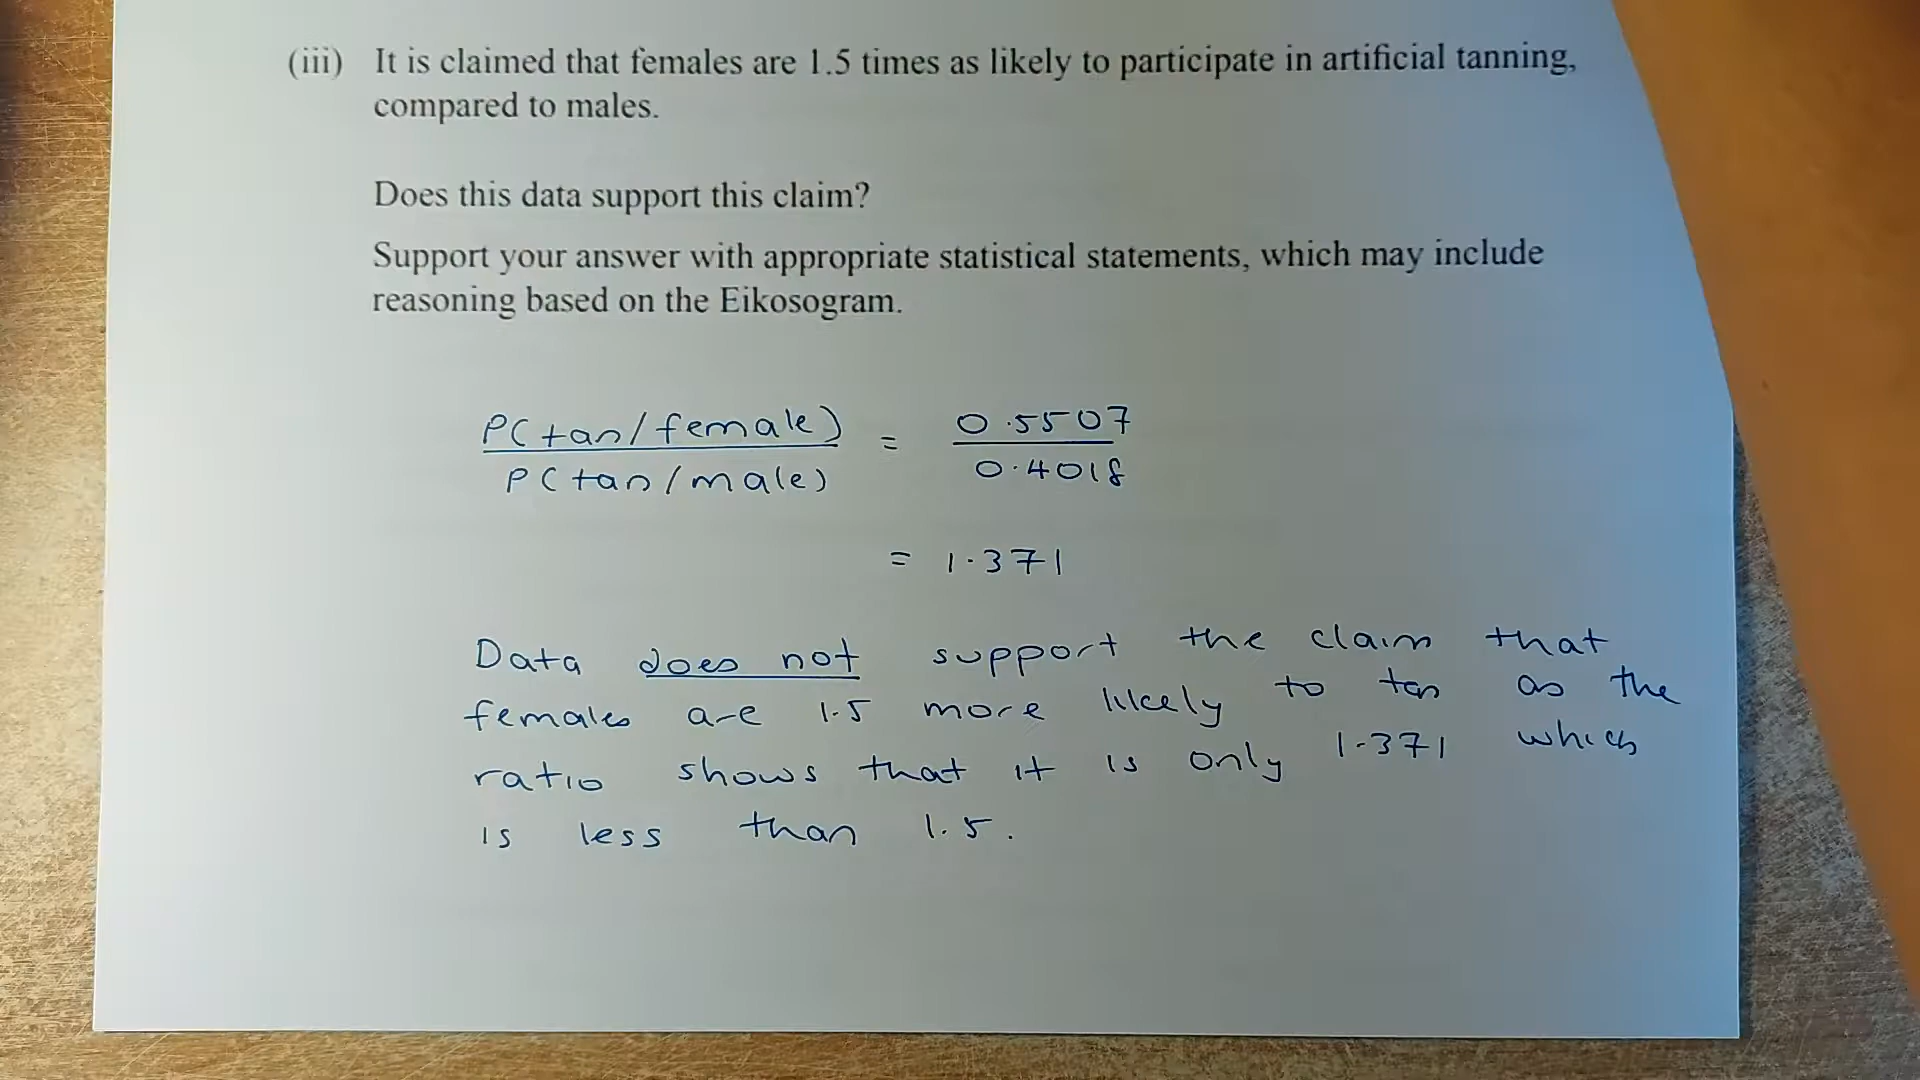 (iii) It is claimed that females are 1.5 times as likely to participate in artificial tanning,
compared to males.
Does this data support this claim?
Support your answer with appropriate statistical statements, which may include
reasoning based on the Eikosogram.
P(tan/female) = 0.5507
P(tan/male) 0.4018
= 1.371
Data does not support the claim that
females are 1.5 more likely to tan as the
ratio shows that it is only 1.371 which
is less than 1.5.